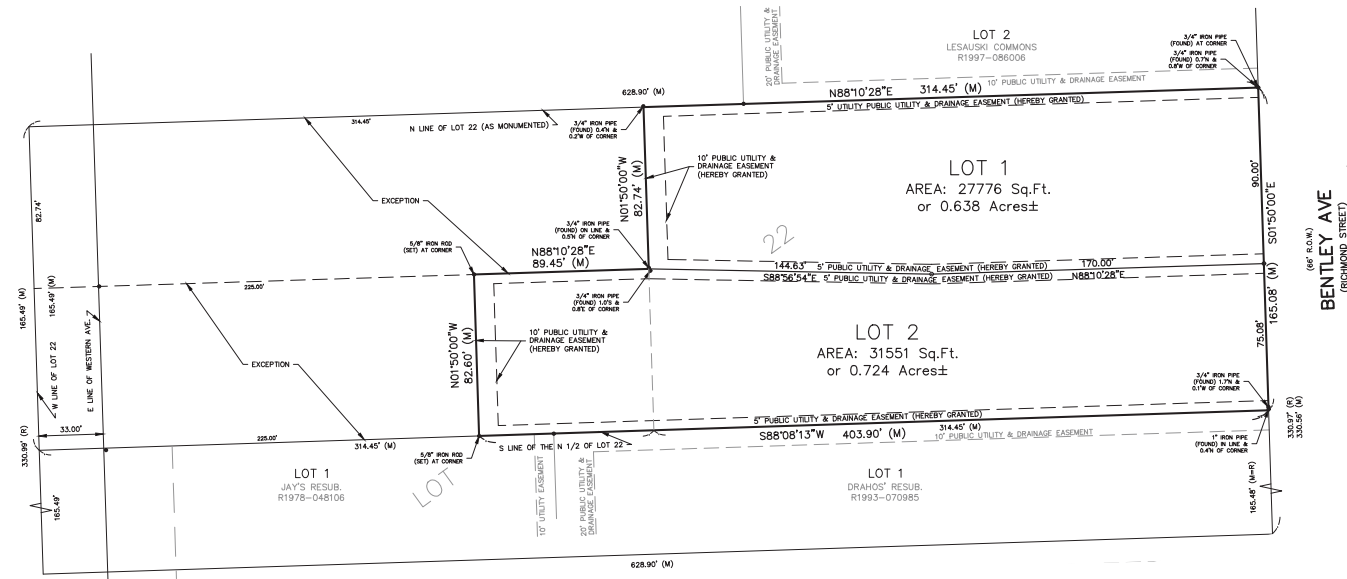 20' PUBLIC UTILITY &
DRAINAGE EASEMENT
LOT 2
LESAUSKI COMMONS
R1997-086006
10' PUBLIC UTILITY & DRAINAGE EASEMENT
3/4" IRON PIPE
(FOUND) AT CORNER
3/4" IRON PIPE
(FOUND) 0.7'N &
0.8'W OF CORNER
628.90' (M)
N88°10'28"E 314.45' (M)
5' UTILITY PUBLIC UTILITY & DRAINAGE EASEMENT (HEREBY GRANTED)
314.45'
N LINE OF LOT 22 (AS MONUMENTED)
3/4" IRON PIPE
(FOUND) 0.4'N &
0.2'W OF CORNER
10' PUBLIC UTILITY &
DRAINAGE EASEMENT
(HEREBY GRANTED)
N01°50'00"W
82.74' (M)
LOT 1
AREA: 27776 Sq.Ft.
or 0.638 Acres±
90.00'
S01°50'00"E
165.08' (M)
(66' R.O.W.)
BENTLEY AVE
(RICHMOND STREET)
82.74'
EXCEPTION
3/4" IRON PIPE
(FOUND) ON LINE &
0.5'N OF CORNER
22
5/8" IRON ROD
(SET) AT CORNER
N88°10'28"E
89.45' (M)
144.63'
5' PUBLIC UTILITY & DRAINAGE EASEMENT (HEREBY GRANTED)
170.00'
S88°56'54"E
5' PUBLIC UTILITY & DRAINAGE EASEMENT (HEREBY GRANTED)
N88°10'28"E
165.49' (M)
165.49' (M)
225.00'
3/4" IRON PIPE
(FOUND) 1.0'S &
0.8'E OF CORNER
N01°50'00"W
82.60' (M)
10' PUBLIC UTILITY &
DRAINAGE EASEMENT
(HEREBY GRANTED)
LOT 2
AREA: 31551 Sq.Ft.
or 0.724 Acres±
75.08'
W LINE OF LOT 22
E LINE OF WESTERN AVE.
EXCEPTION
3/4" IRON PIPE
(FOUND) 1.7'N &
0.1'W OF CORNER
33.00'
330.99' (R)
225.00'
314.45' (M)
5/8" IRON ROD
(SET) AT CORNER
S LINE OF THE N 1/2 OF LOT 22
5' PUBLIC UTILITY & DRAINAGE EASEMENT (HEREBY GRANTED)
S88°08'13"W 403.90' (M)
314.45' (M)
10' PUBLIC UTILITY & DRAINAGE EASEMENT
1" IRON PIPE
(FOUND) IN LINE &
0.4'N OF CORNER
330.97' (R)
330.56' (M)
165.49'
LOT 1
JAY'S RESUB.
R1978-048106
LOT
10' UTILITY EASEMENT
20' PUBLIC UTILITY &
DRAINAGE EASEMENT
LOT 1
DRAHOS' RESUB.
R1993-070985
165.48' (M=R)
628.90' (M)